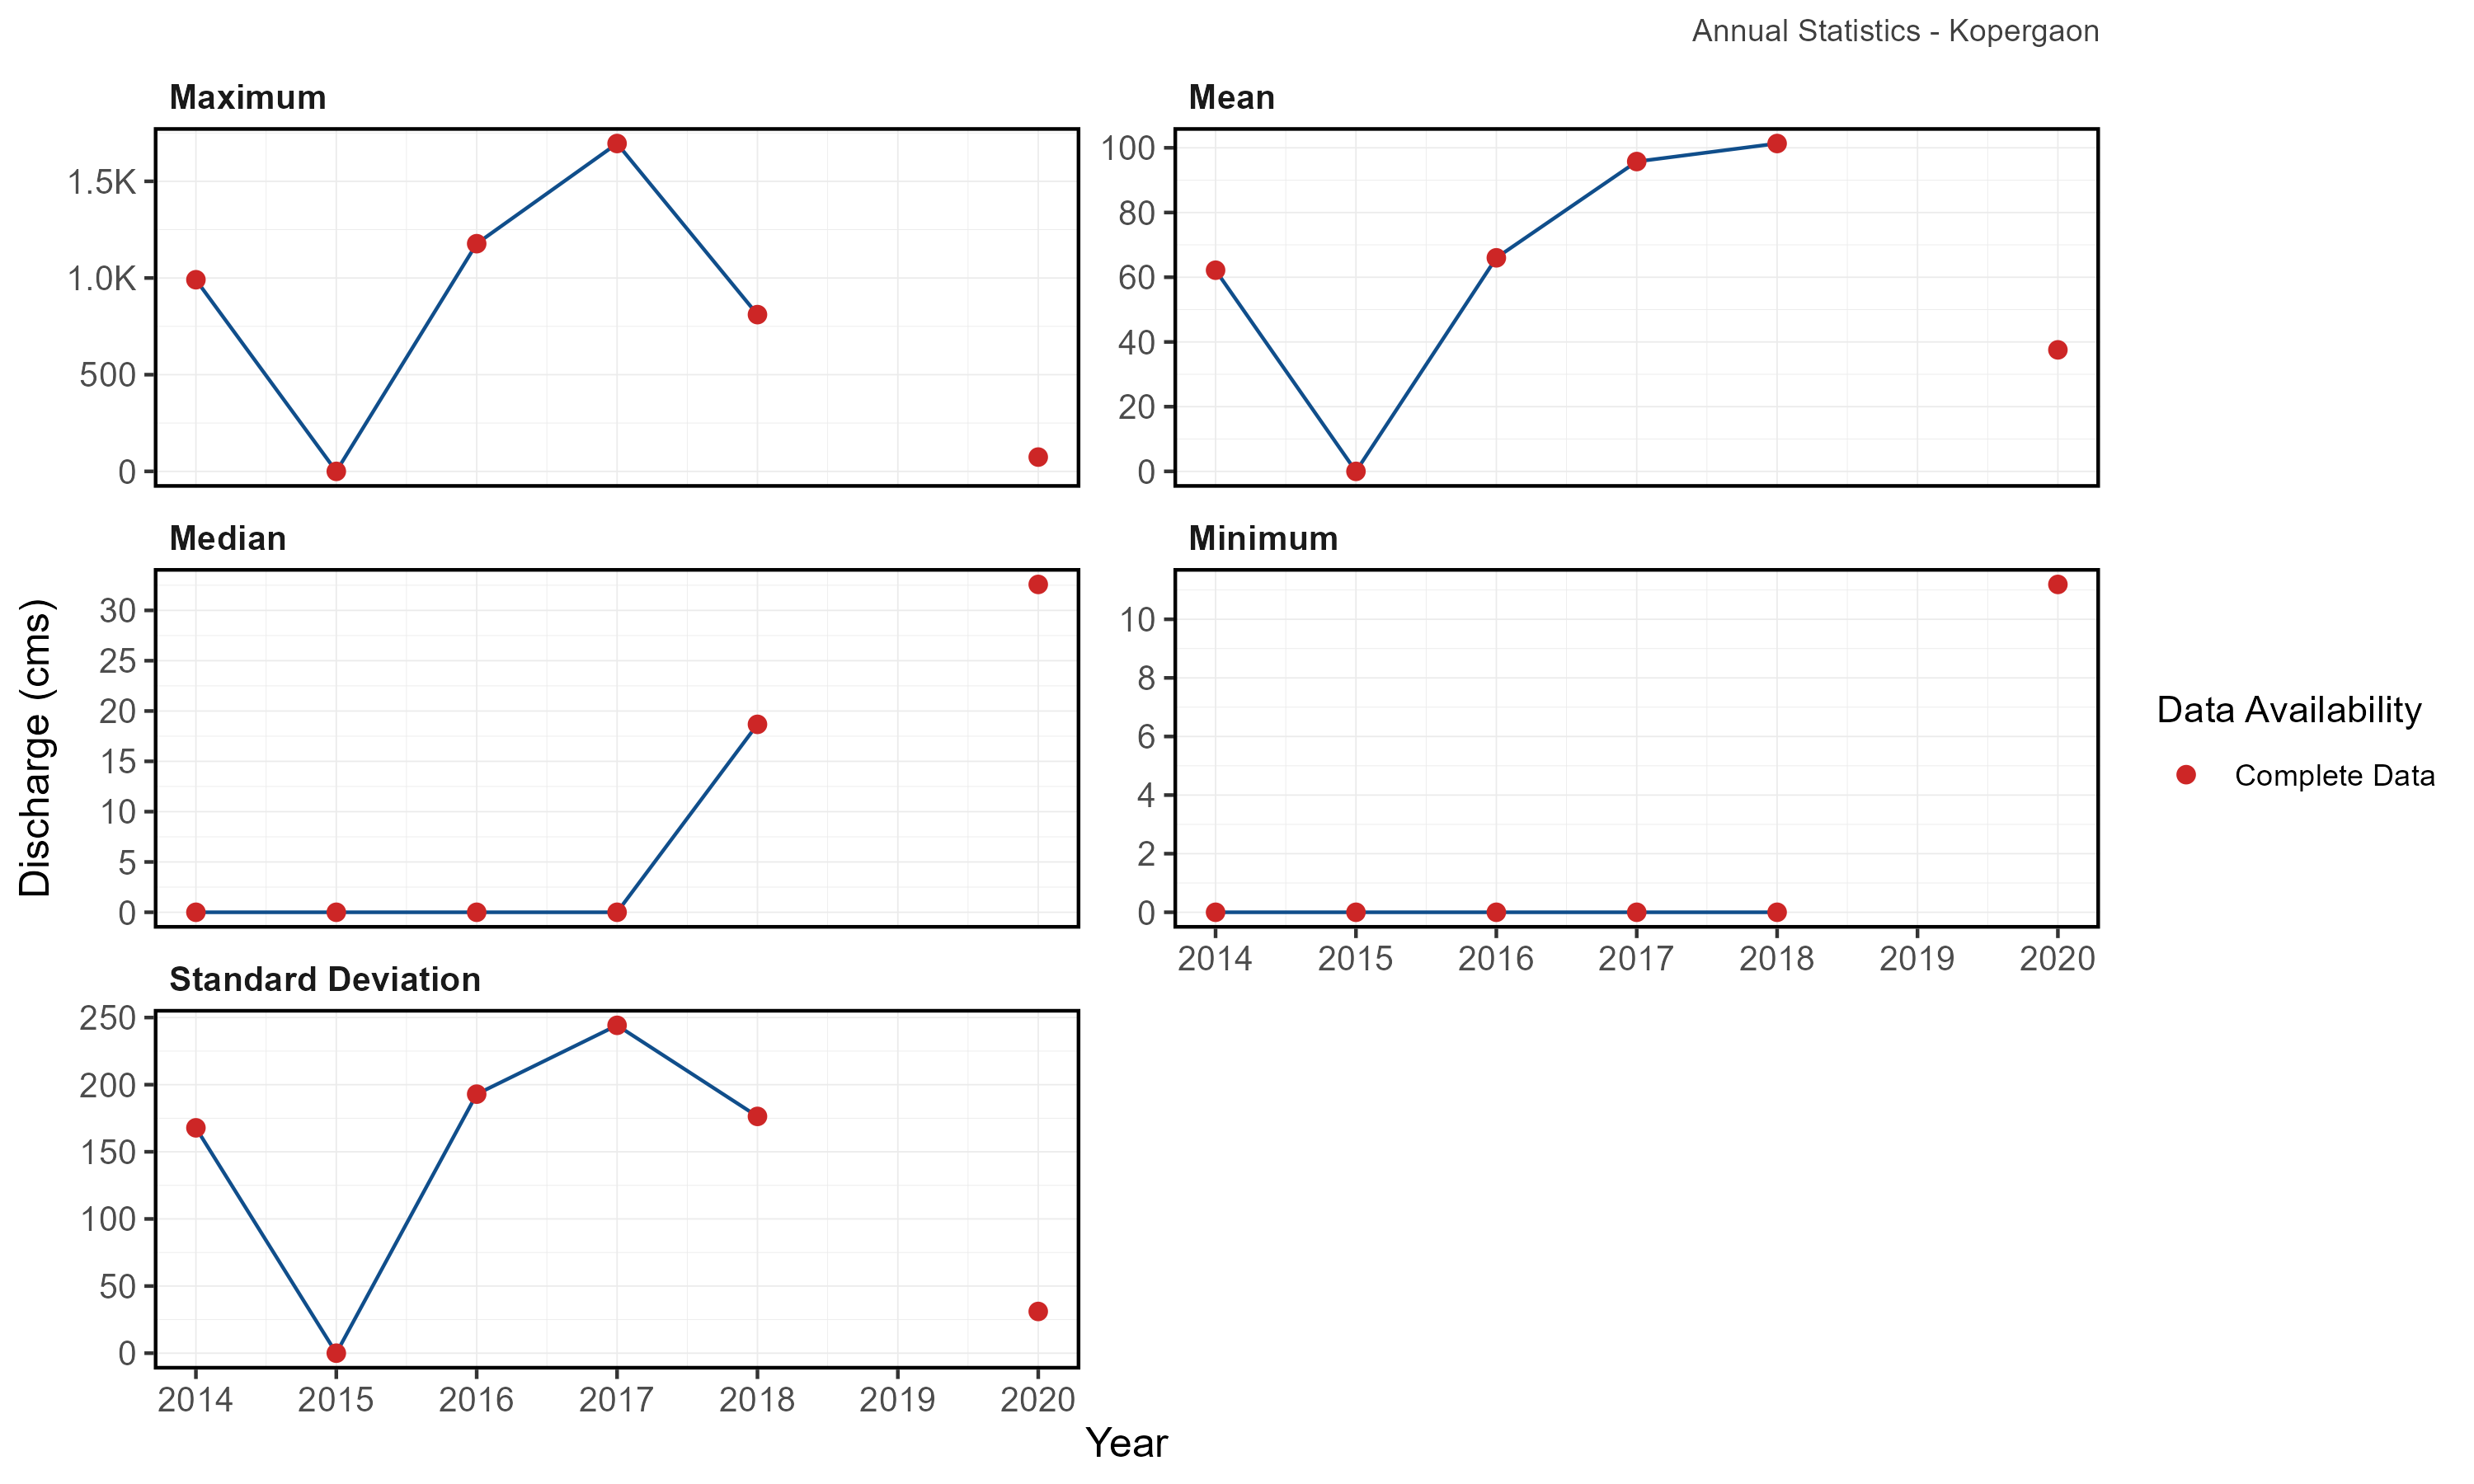 Annual Statistics - Kopergaon
Maximum
1.5K
1.0K
500
0
Mean
100
80
60
40
20
0
Discharge (cms)
Median
30
25
20
15
10
5
0
Minimum
10
8
6
4
2
0
2014 2015 2016 2017 2018 2019 2020
Data Availability
Complete Data
Standard Deviation
250
200
150
100
50
0
2014 2015 2016 2017 2018 2019 2020
Year